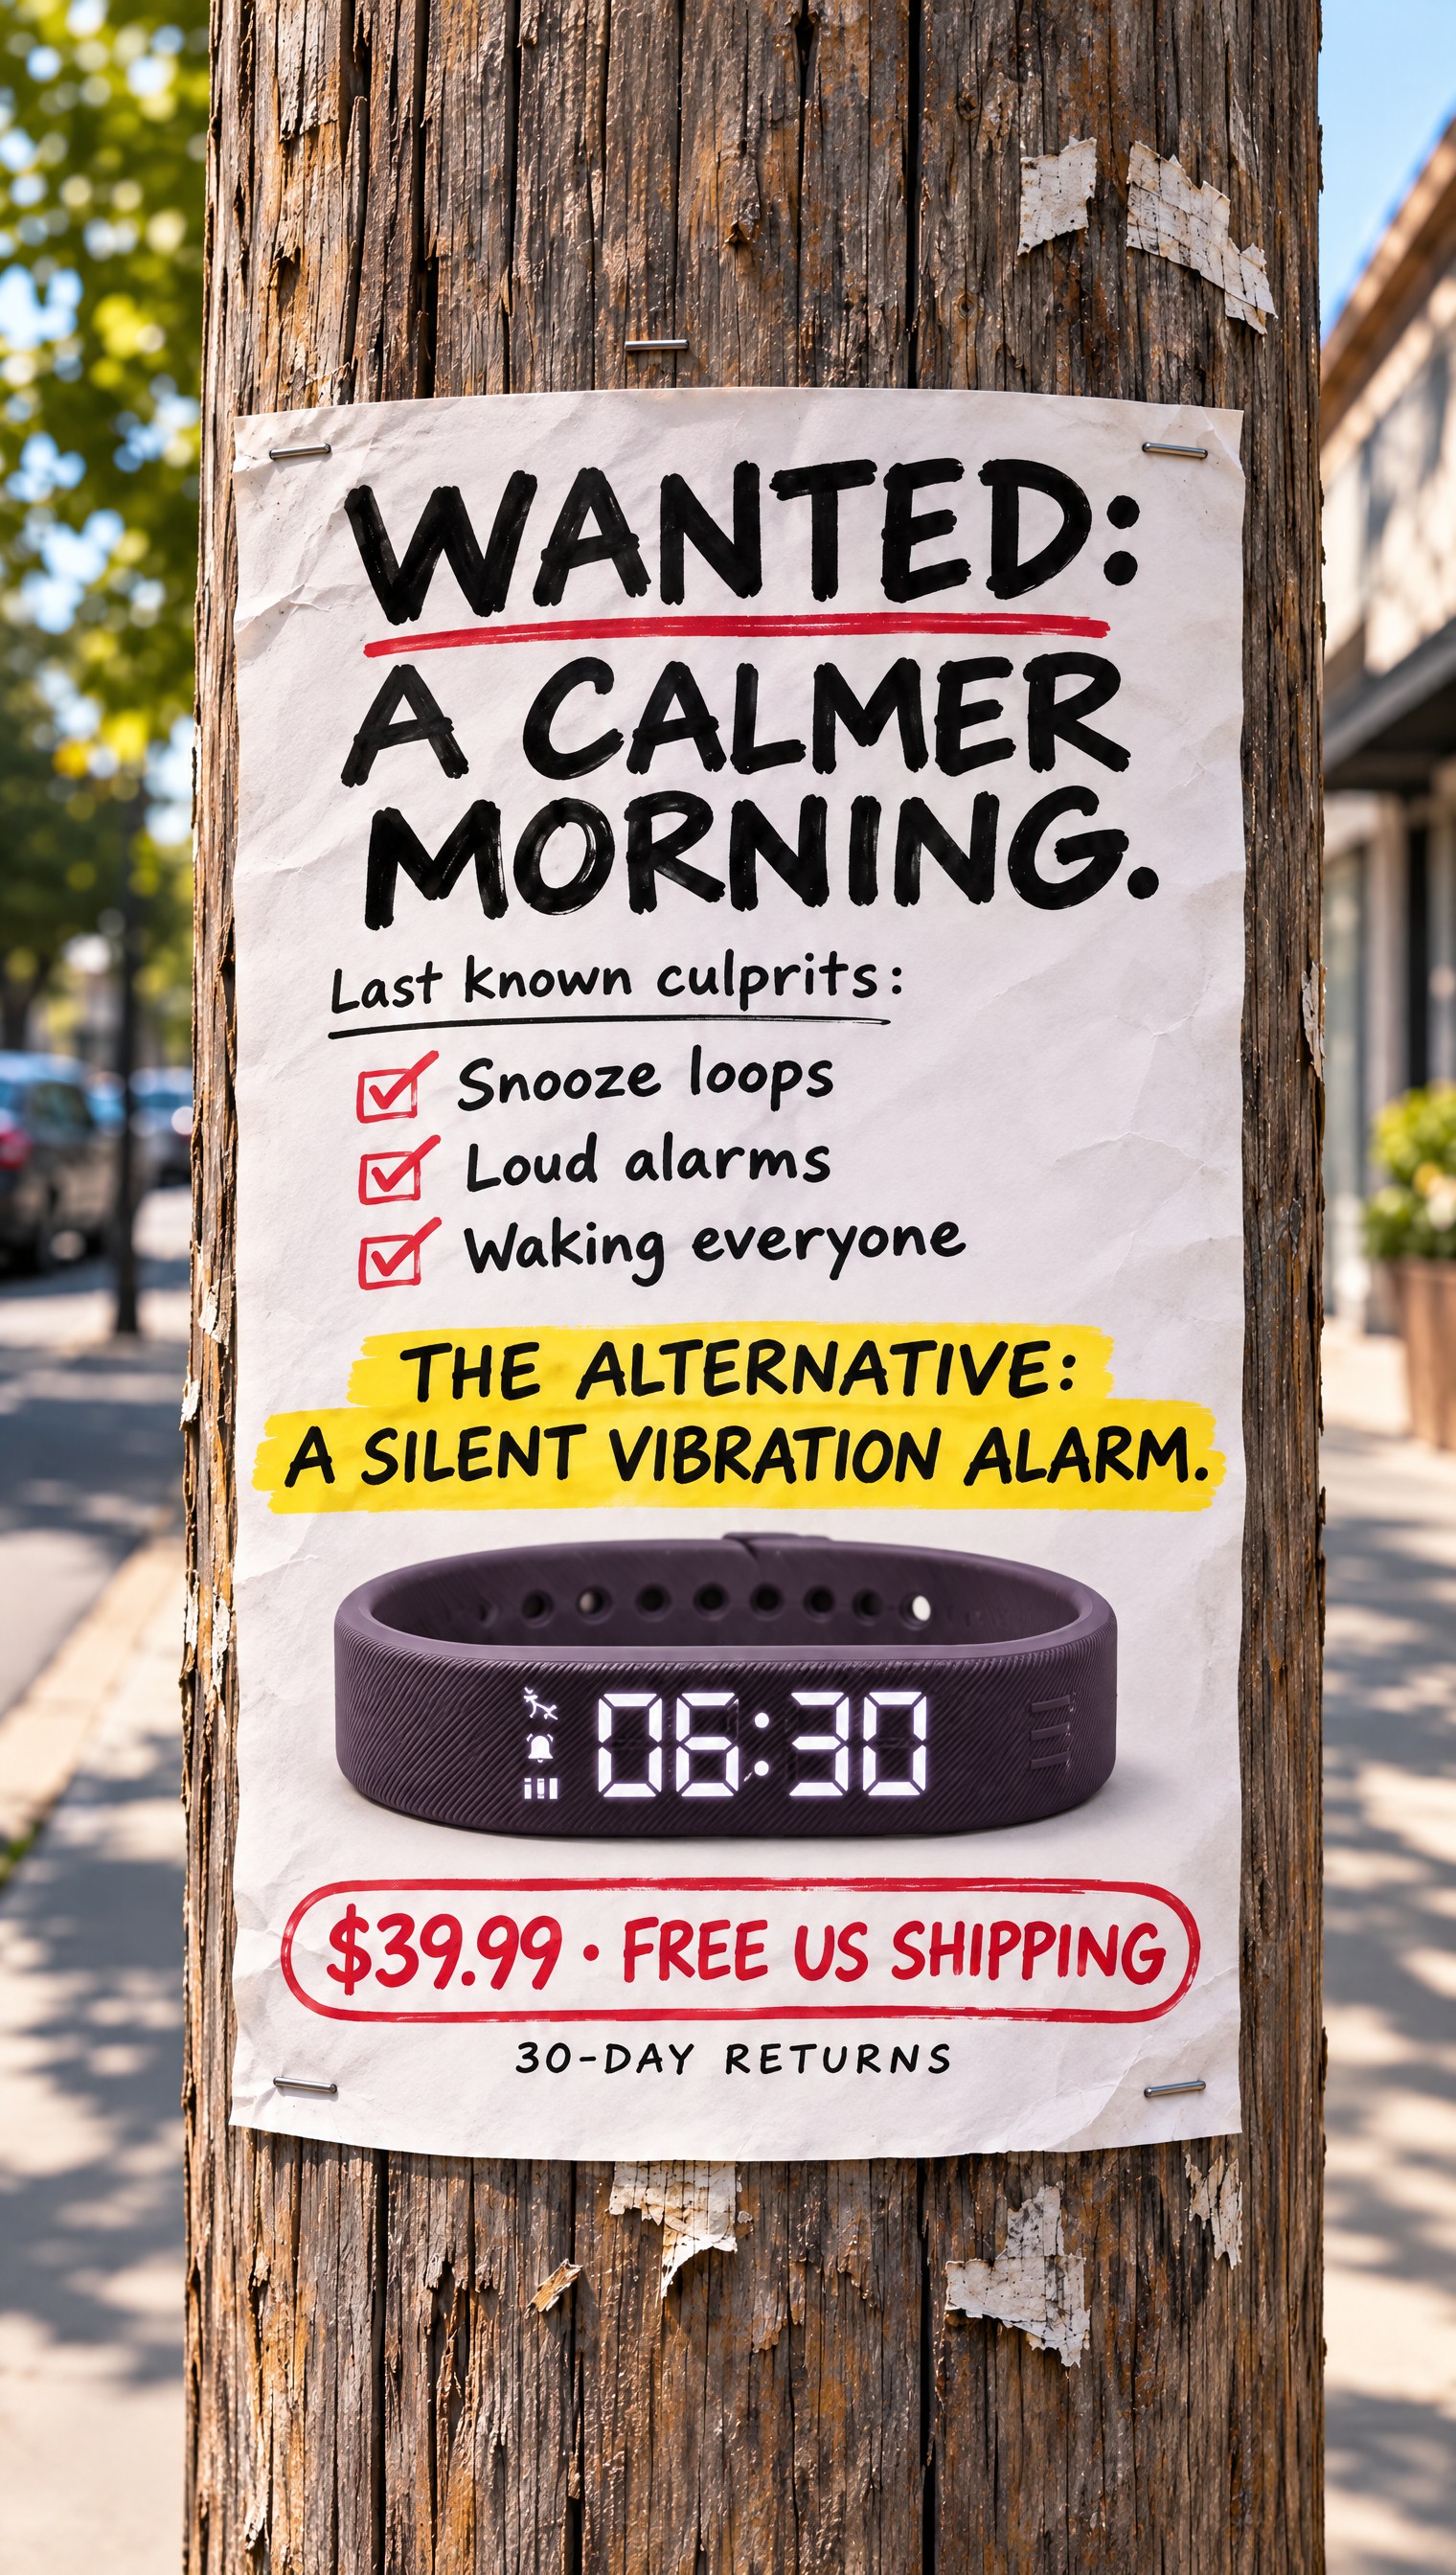 WANTED:
A CALMER
MORNING.
Last known culprits:
Snooze loops
Loud alarms
Waking everyone
THE ALTERNATIVE:
A SILENT VIBRATION ALARM.
06:30
$39.99 · FREE US SHIPPING
30-DAY RETURNS